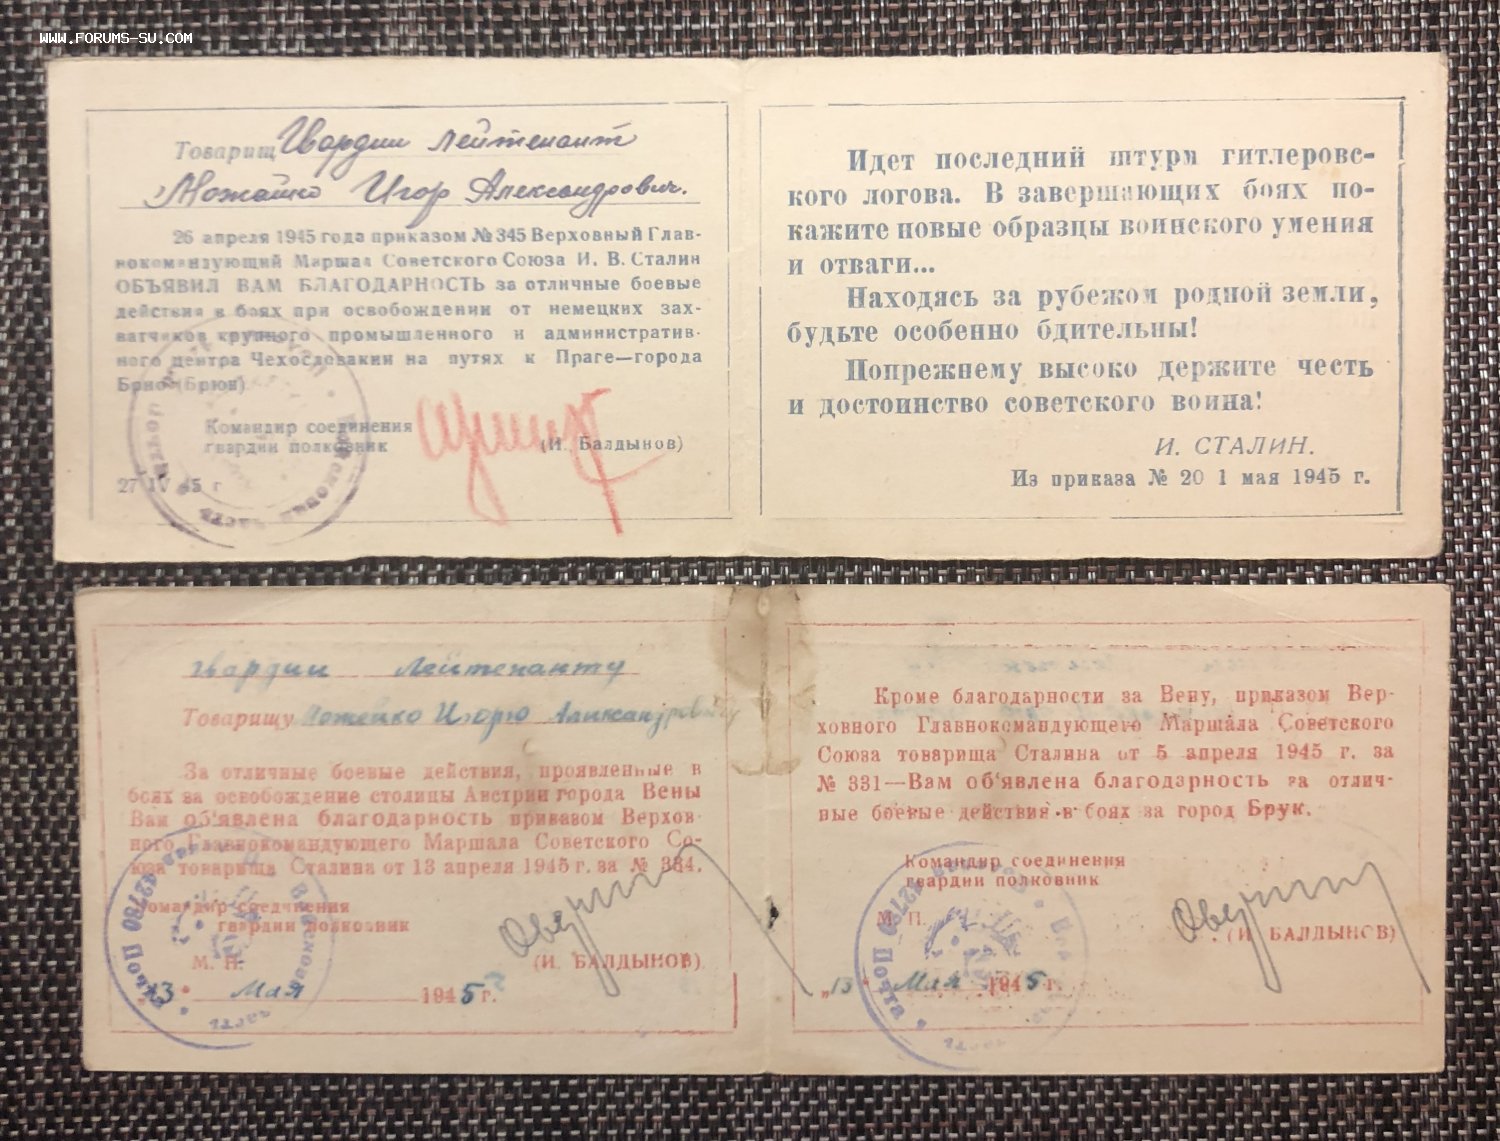 WWW.FORUMS-SU.COM
Товарищ Гвардии лейтенант
Можайко Игор Александрович.
26 апреля 1945 года приказом № 345 Верховный Глав-
нокомандующий Маршал Советского Союза И. В. Сталин
ОБЪЯВИЛ ВАМ БЛАГОДАРНОСТЬ за отличные боевые
действия в боях при освобождении от немецких зах-
ватчиков крупного промышленного и административ-
ного центра Чехословакии на путях к Праге—города
Брно (Брюн)
Командир соединения
гвардии полковник
(И. Балдынов)
27 IV 45 г
Войсковая часть
Идет последний штурм гитлеровс-
кого логова. В завершающих боях по-
кажите новые образцы воинского умения
и отваги...
Находясь за рубежом родной земли,
будьте особенно бдительны!
Попрежнему высоко держите честь
и достоинство советского воина!
И. СТАЛИН.
Из приказа № 20 1 мая 1945 г.
гвардии лейтенанту
Товарищу Можейко Игорю Александровичу
За отличные боевые действия, проявленные в
боях за освобождение столицы Австрии города Вены
Вам об'явлена благодарность приказом Верхов-
ного Главнокомандующего Маршала Советского Со-
юза товарища Сталина от 13 апреля 1945 г. за № 334.
Командир соединения
гвардии полковник
М. П.
(И. БАЛДЫНОВ)
13 " Мая 1945 г.
Войсковая часть Полевая почта 42780
Кроме благодарности за Вену, приказом Вер-
ховного Главнокомандующего Маршала Советского
Союза товарища Сталина от 5 апреля 1945 г. за
№ 331—Вам об'явлена благодарность за отлич-
ные боевые действия в боях за город Брук.
Командир соединения
гвардии полковник
М. П.
(И БАЛДЫНОВ)
„13 " Мая 1945 г.